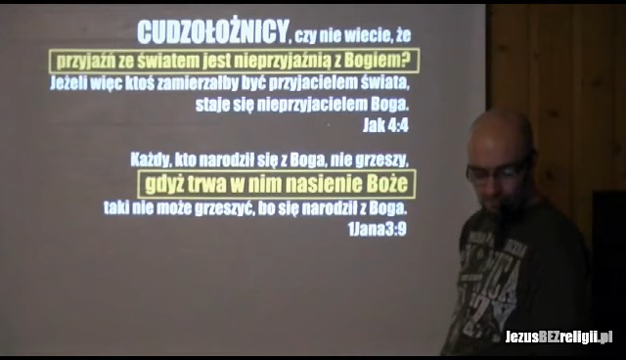 CUDZOŁOŻNICY, czy nie wiecie, że
przyjaźń ze światem jest nieprzyjaźnią z Bogiem?
Jeżeli więc ktoś zamierzałby być przyjacielem świata,
staje się nieprzyjacielem Boga.
Jak 4:4
Każdy, kto narodził się z Boga, nie grzeszy,
gdyż trwa w nim nasienie Boże
taki nie może grzeszyć, bo się narodził z Boga.
1Jana3:9
JezusBEZreligii.pl